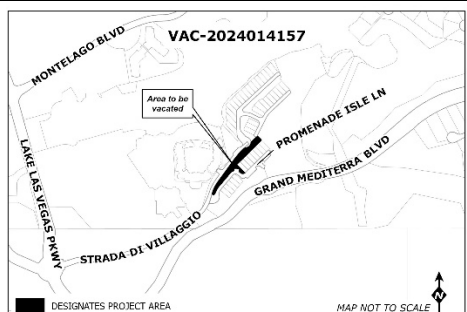 VAC-2024014157
MONTELAGO BLVD
Area to be
vacated
PROMENADE ISLE LN
LAKE LAS VEGAS PKWY
GRAND MEDITERRA BLVD
STRADA DI VILLAGGIO
DESIGNATES PROJECT AREA
MAP NOT TO SCALE
N